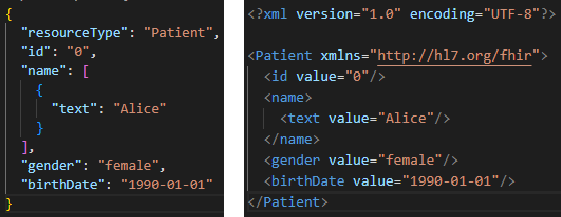 {
  "resourceType": "Patient",
  "id": "0",
  "name": [
    {
      "text": "Alice"
    }
  ],
  "gender": "female",
  "birthDate": "1990-01-01"
}
<?xml version="1.0" encoding="UTF-8"?>

<Patient xmlns="http://hl7.org/fhir">
  <id value="0"/>
  <name>
    <text value="Alice"/>
  </name>
  <gender value="female"/>
  <birthDate value="1990-01-01"/>
</Patient>